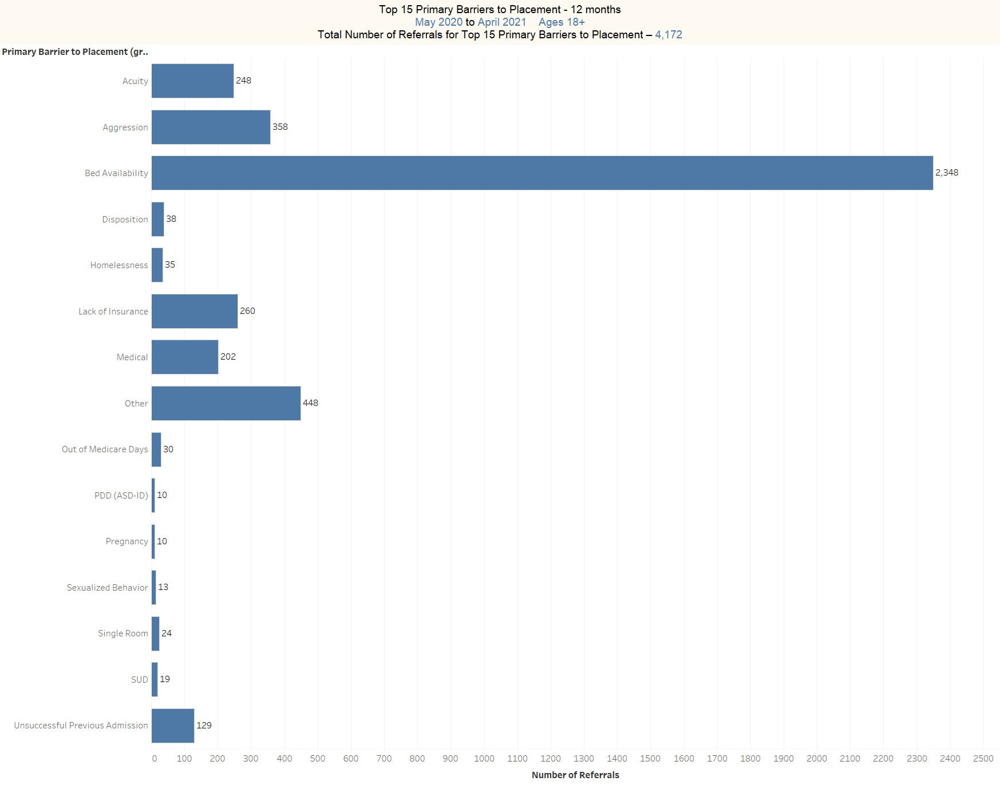 Top 15 Primary Barriers to Placement - 12 months
May 2020 to April 2021 Ages 18+
Total Number of Referrals for Top 15 Primary Barriers to Placement – 4,172
Primary Barrier to Placement (gr..
Acuity 248
Aggression 358
Bed Availability 2,348
Disposition 38
Homelessness 35
Lack of Insurance 260
Medical 202
Other 448
Out of Medicare Days 30
PDD (ASD-ID) 10
Pregnancy 10
Sexualized Behavior 13
Single Room 24
SUD 19
Unsuccessful Previous Admission 129
0 100 200 300 400 500 600 700 800 900 1000 1100 1200 1300 1400 1500 1600 1700 1800 1900 2000 2100 2200 2300 2400 2500
Number of Referrals